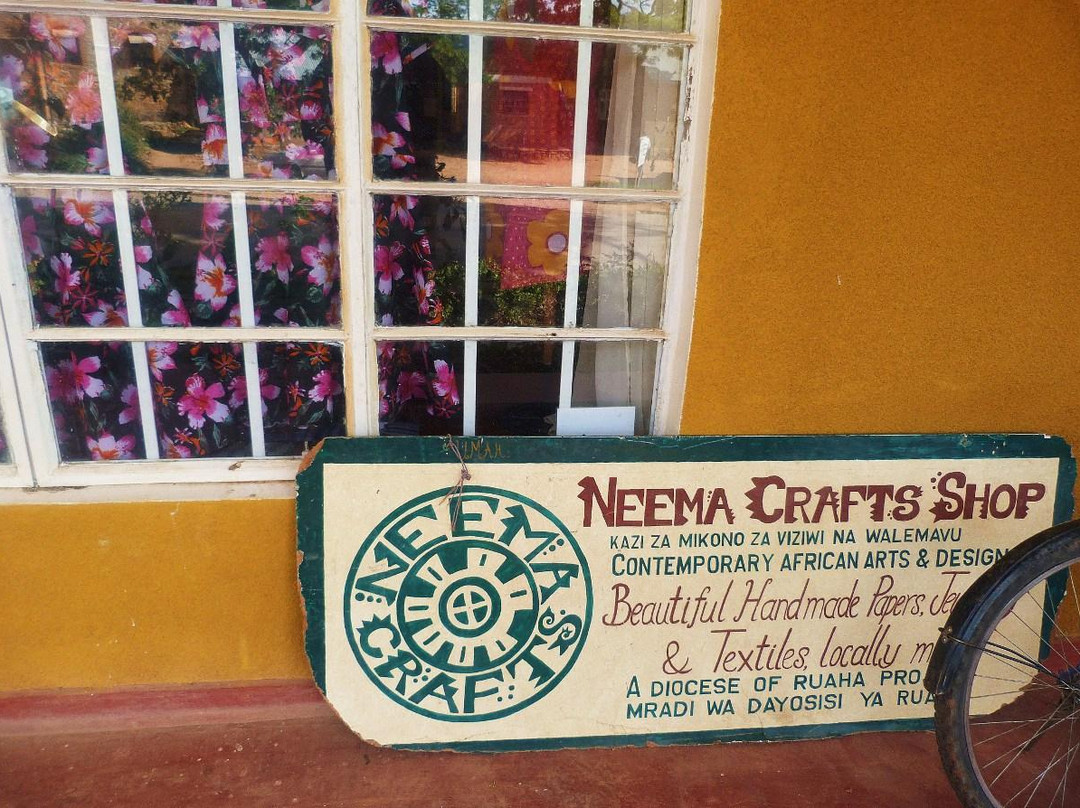 NEEMA CRAFTS
NEEMA CRAFTS SHOP
KAZI ZA MIKONO ZA VIZIWI NA WALEMAVU
CONTEMPORARY AFRICAN ARTS & DESIGN
Beautiful Handmade Papers,
& Textiles, locally
A DIOCESE OF RUAHA
MRADI WA DAYOSISI YA